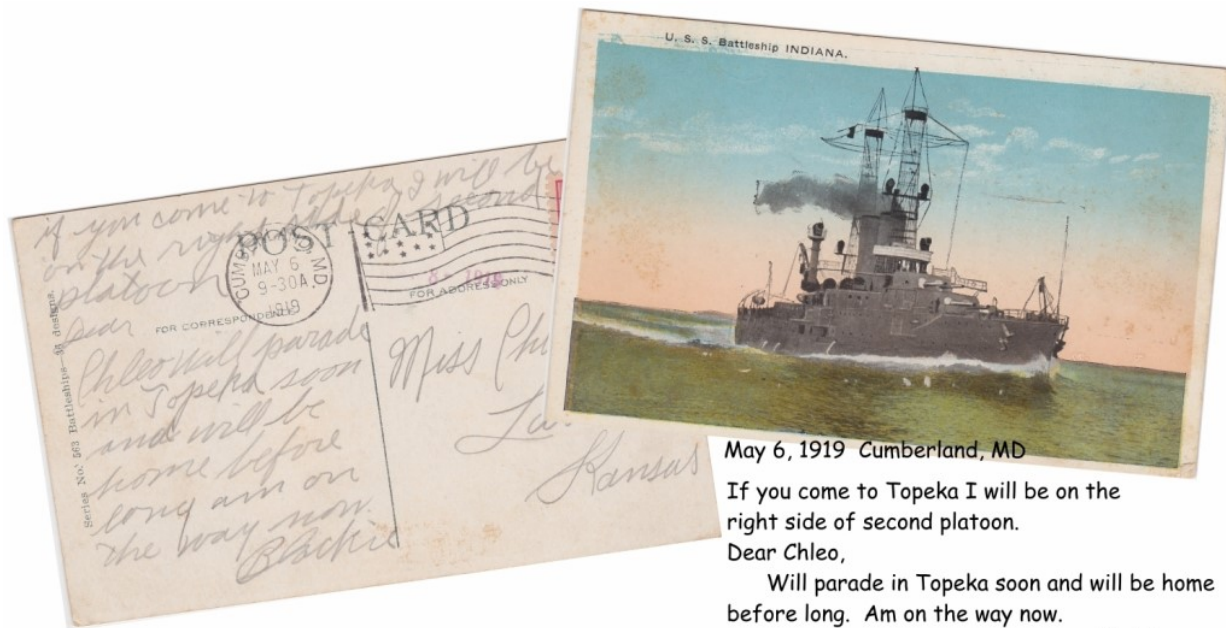 U. S. S. Battleship INDIANA.
if you come to Topeka I will be
on the right side of second
platoon
POST CARD
CUMBERLAND, MD.
MAY 6
9-30A.
1919
FOR CORRESPONDENCE
FOR ADDRESS ONLY
Series No. 563 Battleships—35 designs.
Dear
Chleo will parade
in Topeka soon
and will be
home before
long am on
the way now.
Blackie
Miss Chl
La
Kansas
May 6, 1919 Cumberland, MD
If you come to Topeka I will be on the
right side of second platoon.
Dear Chleo,
Will parade in Topeka soon and will be home
before long. Am on the way now.